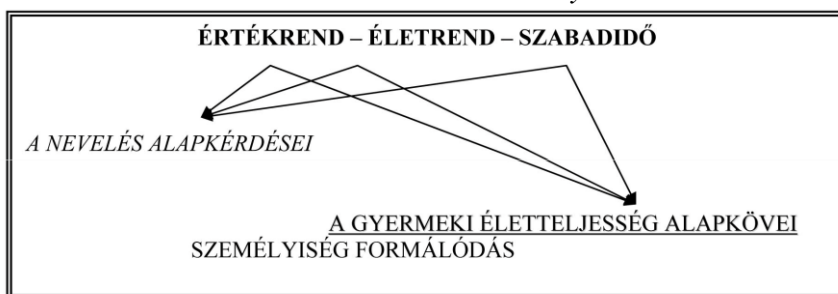 ÉRTÉKREND – ÉLETREND – SZABADIDŐ
A NEVELÉS ALAPKÉRDÉSEI
A GYERMEKI ÉLETTELJESSÉG ALAPKÖVEI
SZEMÉLYISÉG FORMÁLÓDÁS